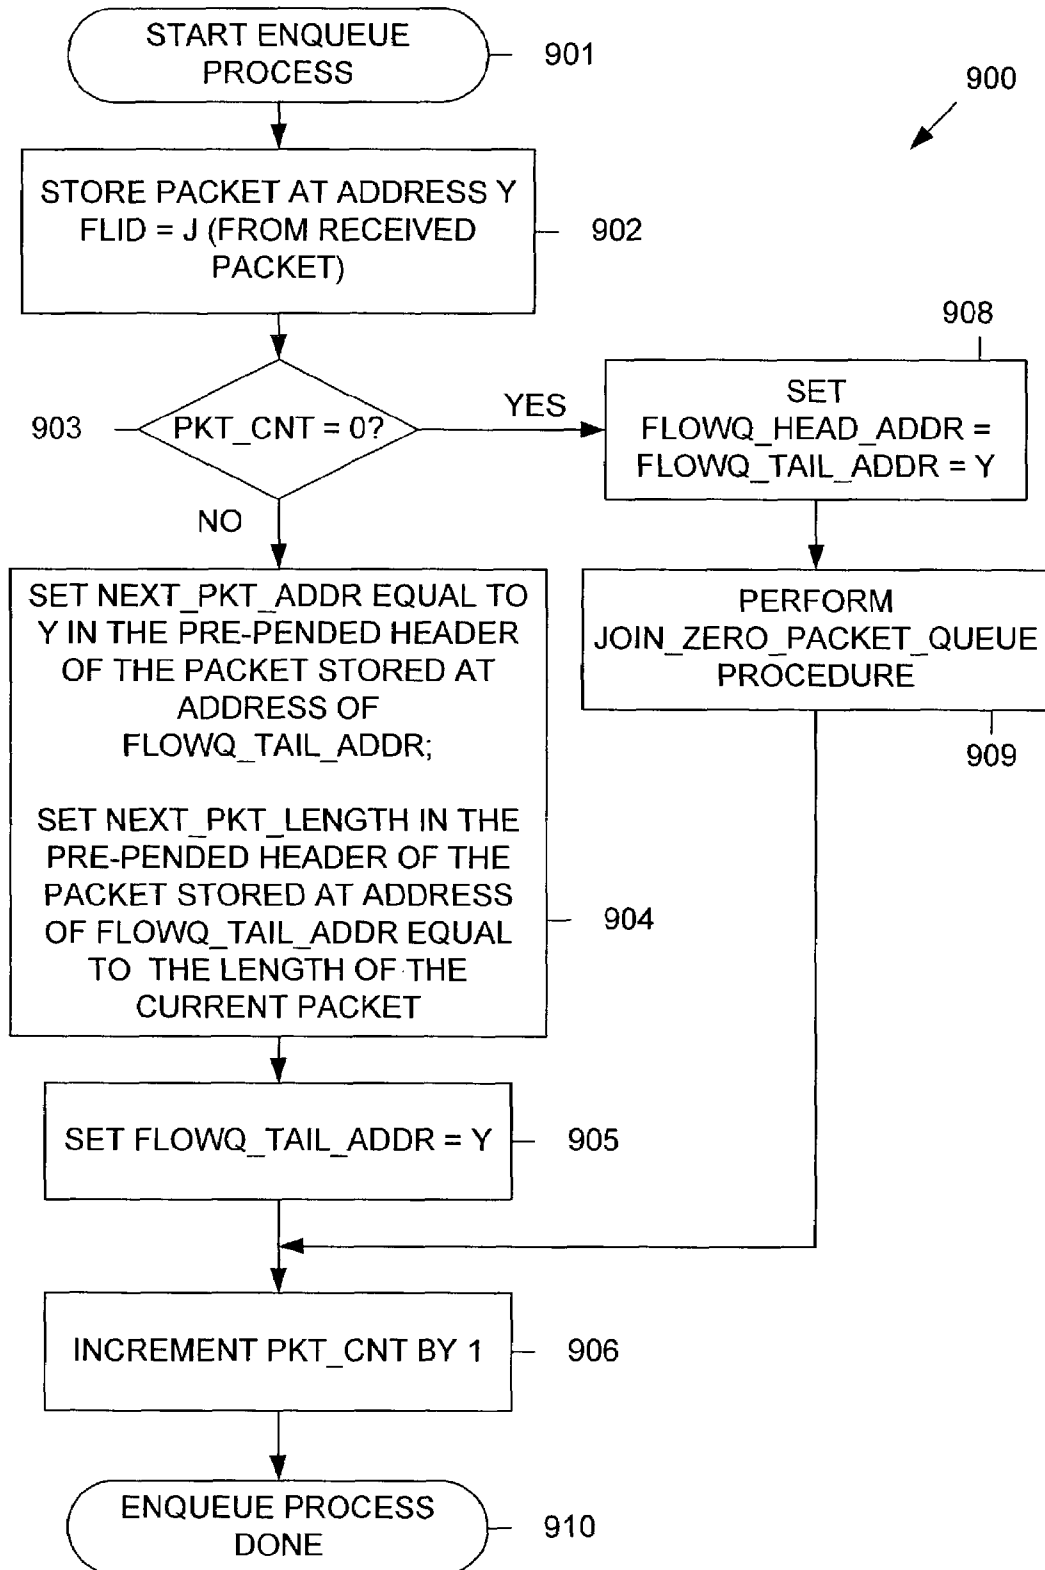 START ENQUEUE
PROCESS
901
900
STORE PACKET AT ADDRESS Y
FLID = J (FROM RECEIVED
PACKET)
902
903
PKT_CNT = 0?
YES
NO
908
SET
FLOWQ_HEAD_ADDR =
FLOWQ_TAIL_ADDR = Y
PERFORM
JOIN_ZERO_PACKET_QUEUE
PROCEDURE
909
SET NEXT_PKT_ADDR EQUAL TO
Y IN THE PRE-PENDED HEADER
OF THE PACKET STORED AT
ADDRESS OF
FLOWQ_TAIL_ADDR;
SET NEXT_PKT_LENGTH IN THE
PRE-PENDED HEADER OF THE
PACKET STORED AT ADDRESS
OF FLOWQ_TAIL_ADDR EQUAL
TO THE LENGTH OF THE
CURRENT PACKET
904
SET FLOWQ_TAIL_ADDR = Y
905
INCREMENT PKT_CNT BY 1
906
ENQUEUE PROCESS
DONE
910